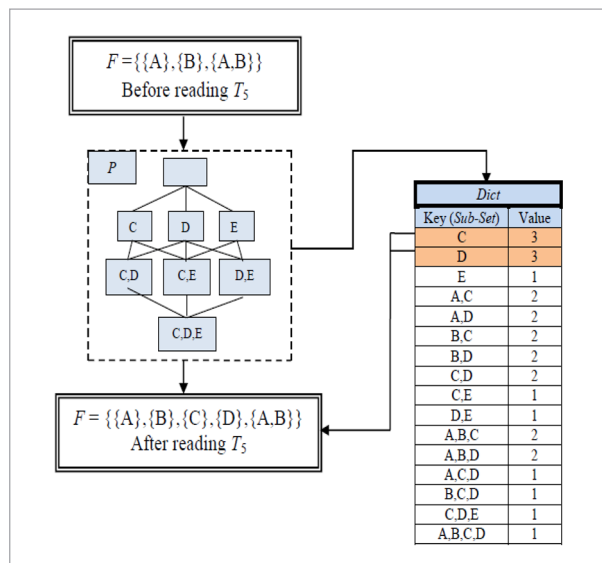 F ={{A},{B},{A,B}}
Before reading T5
P
C
D
E
C,D
C,E
D,E
C,D,E
F = {{A},{B},{C},{D},{A,B}}
After reading T5
Dict
Key (Sub-Set) Value
C 3
D 3
E 1
A,C 2
A,D 2
B,C 2
B,D 2
C,D 2
C,E 1
D,E 1
A,B,C 2
A,B,D 2
A,C,D 1
B,C,D 1
C,D,E 1
A,B,C,D 1